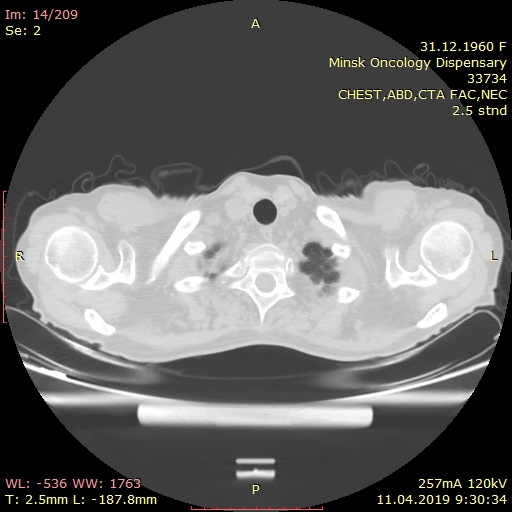 Im: 14/209
Se: 2
A
31.12.1960 F
Minsk Oncology Dispensary
33734
CHEST,ABD,CTA FAC,NEC
2.5 stnd
R
L
WL: -536 WW: 1763
T: 2.5mm L: -187.8mm
P
257mA 120kV
11.04.2019 9:30:34